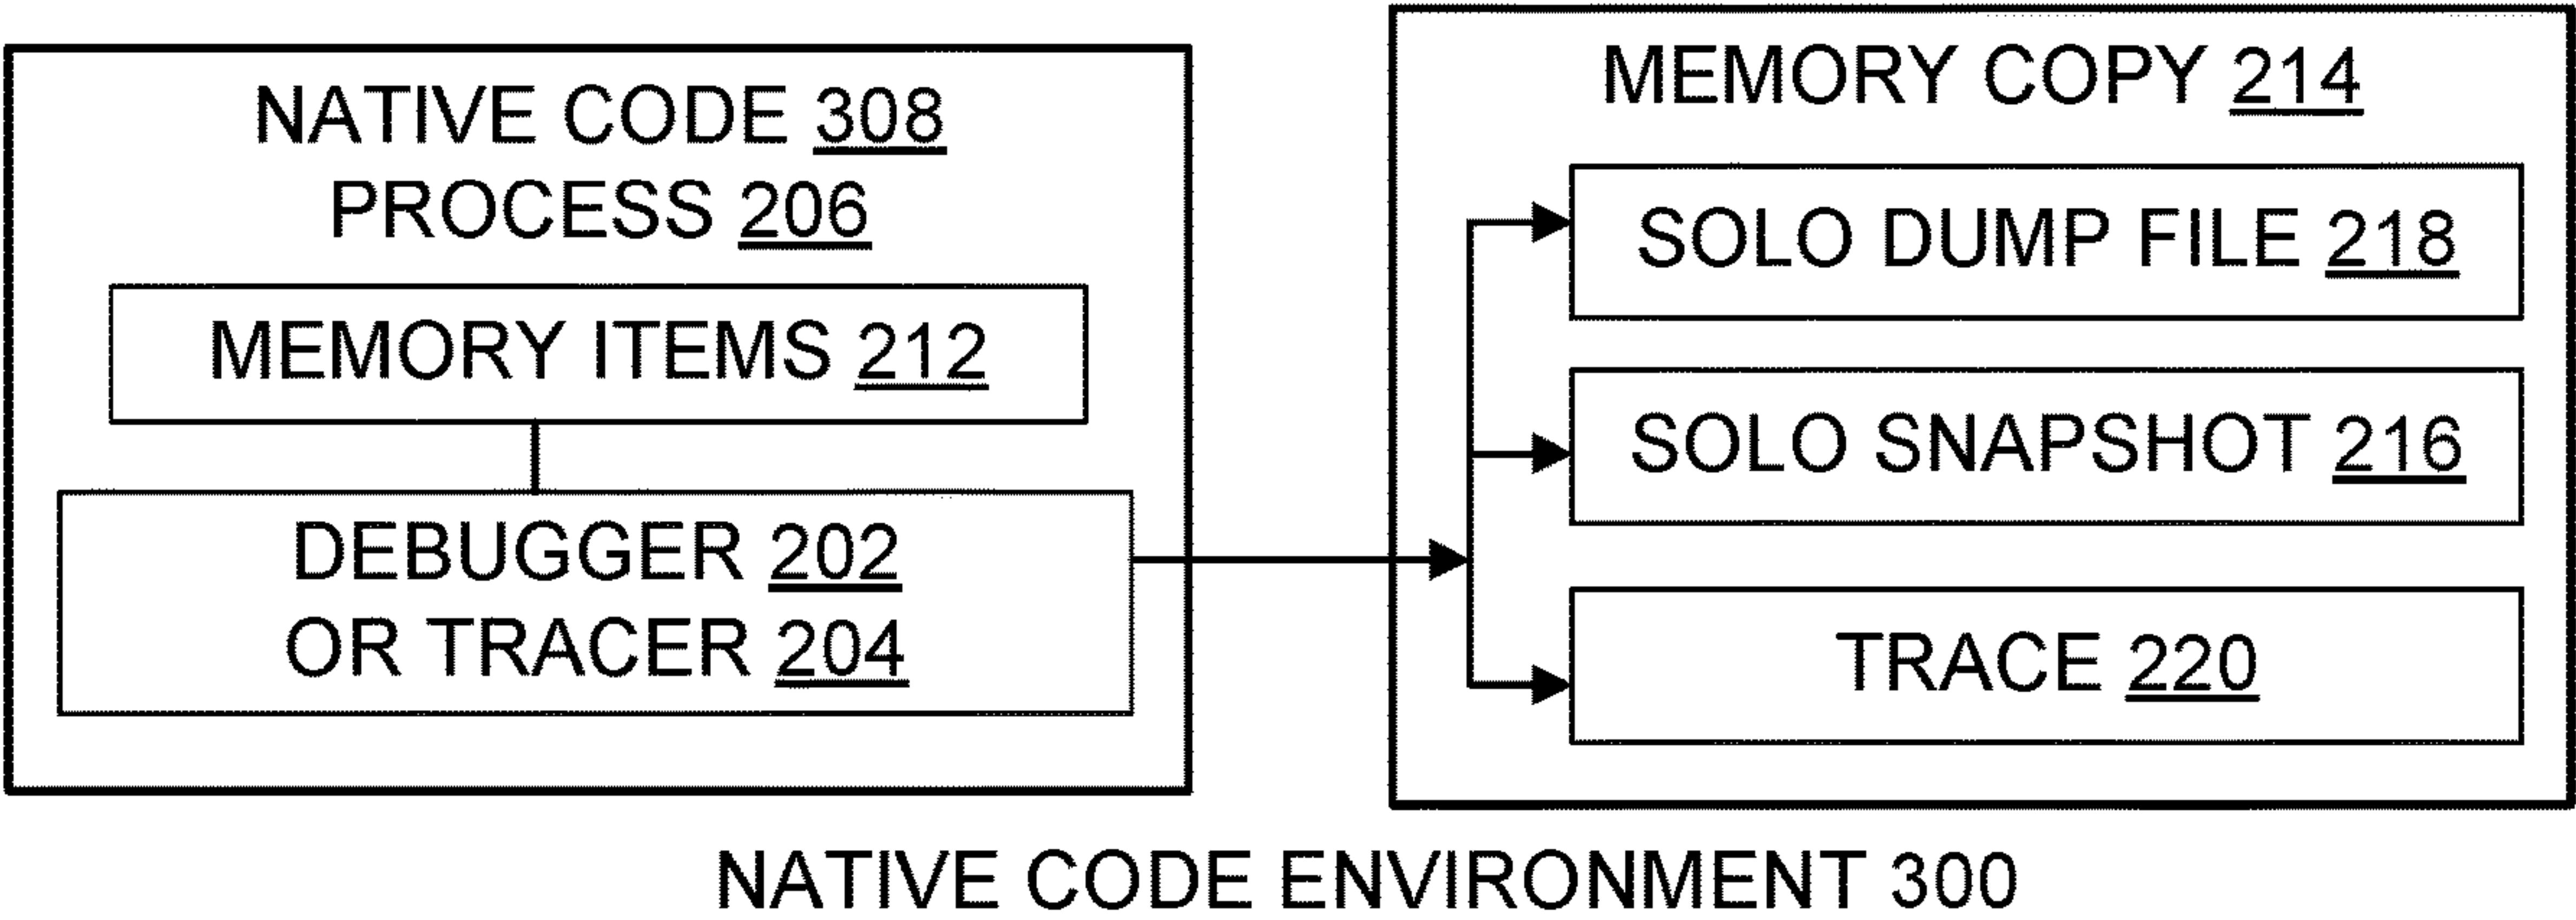 NATIVE CODE 308
PROCESS 206
MEMORY ITEMS 212
DEBUGGER 202
OR TRACER 204
MEMORY COPY 214
SOLO DUMP FILE 218
SOLO SNAPSHOT 216
TRACE 220
NATIVE CODE ENVIRONMENT 300